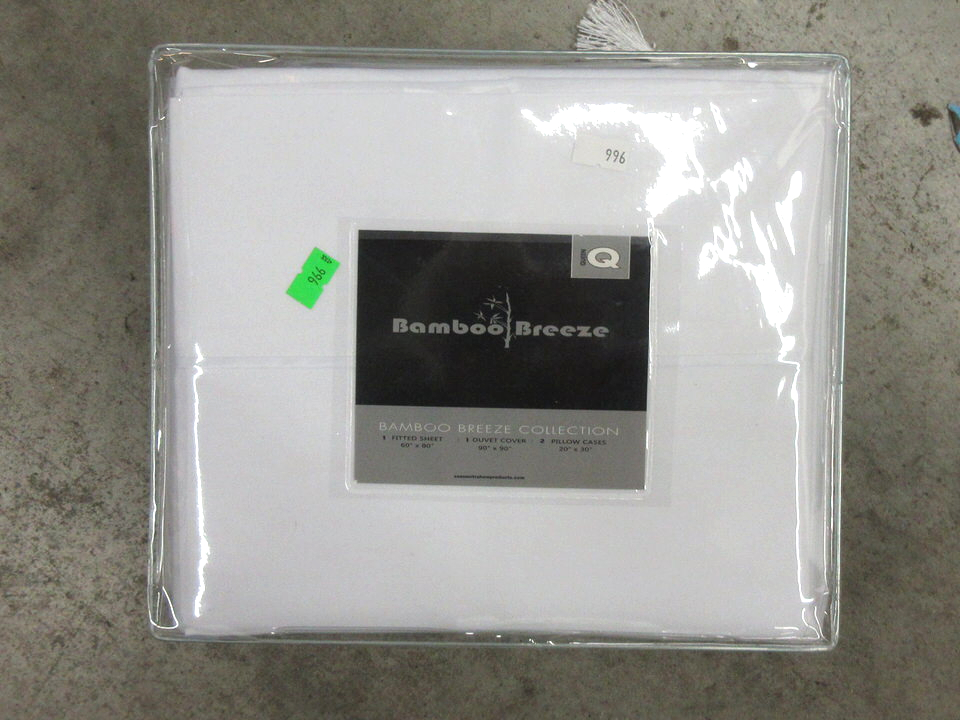 996
QUEEN
Q
996
Bamboo Breeze
BAMBOO BREEZE COLLECTION
1 FITTED SHEET 1 DUVET COVER 2 PILLOW CASES
60" x 80" 90" x 90" 20" x 30"